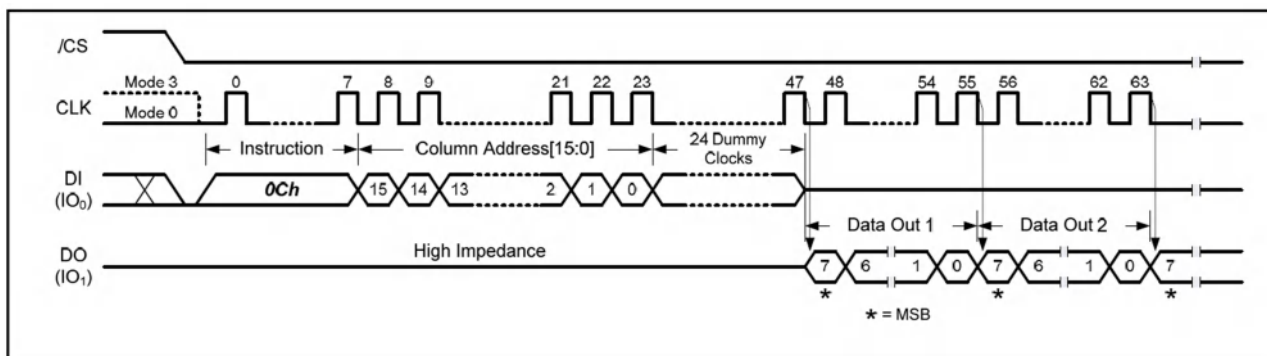 /CS
Mode 3 0 7 8 9 21 22 23 47 48 54 55 56 62 63
CLK
Mode 0
Instruction Column Address[15:0] 24 Dummy
Clocks
DI
(IO0)
0Ch 15 14 13 2 1 0
Data Out 1 Data Out 2
High Impedance
DO
(IO1)
7 6 1 0 7 6 1 0 7
* * *
* = MSB